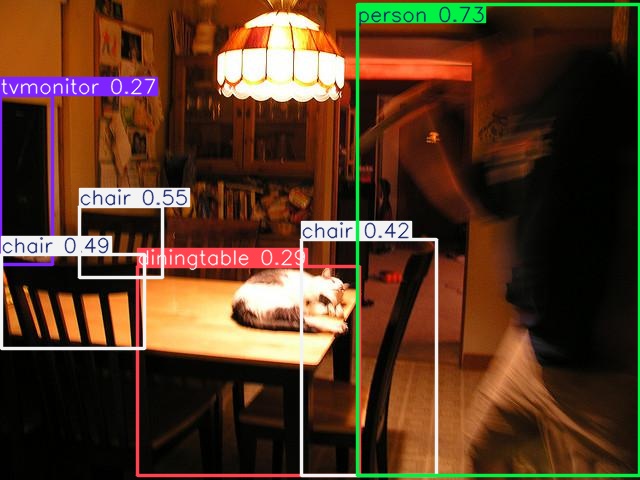 person 0.73
tvmonitor 0.27
chair 0.55
chair 0.42
chair 0.49
diningtable 0.29